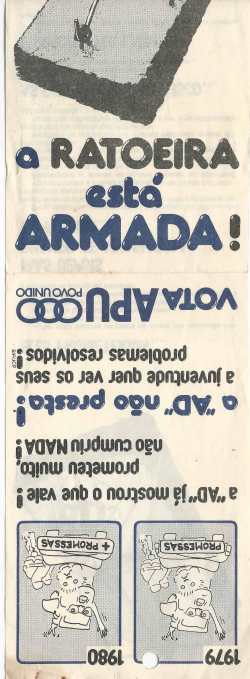 a RATOEIRA
está
ARMADA!
1979
1980
PROMESSAS
+ PROMESSAS
a "AD" já mostrou o que vale!
prometeu muito,
não cumpriu NADA!
a "AD" não presta!
a juventude quer ver os seus
problemas resolvidos!
VOTA APU
POVO UNIDO